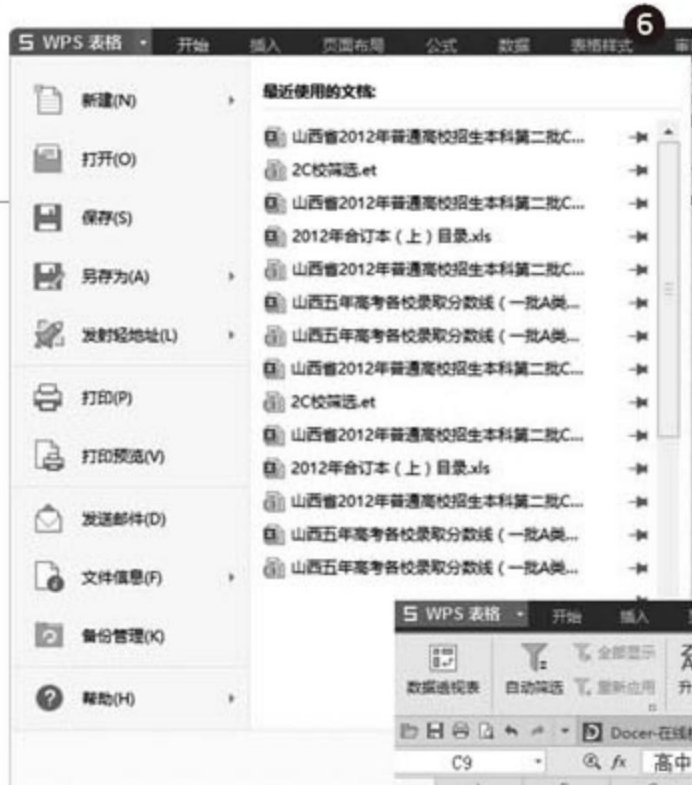 6
WPS 表格 开始 插入 页面布局 公式 数据 表格样式 审
新建(N)
打开(O)
保存(S)
另存为(A)
发射轻地址(L)
打印(P)
打印预览(V)
发送邮件(D)
文件信息(F)
备份管理(K)
帮助(H)
最近使用的文档:
山西省2012年普通高校招生本科第二批C...
2C校筛选.et
山西省2012年普通高校招生本科第二批C...
2012年合订本（上）目录.xls
山西省2012年普通高校招生本科第二批C...
山西五年高考各校录取分数线（一批A类...
山西五年高考各校录取分数线（一批A类...
山西省2012年普通高校招生本科第二批C...
2C校筛选.et
山西省2012年普通高校招生本科第二批C...
2012年合订本（上）目录.xls
山西省2012年普通高校招生本科第二批C...
山西五年高考各校录取分数线（一批A类...
山西五年高考各校录取分数线（一批A类...
WPS 表格 开始 插入
全部显示
数据透视表 自动筛选 重新应用 升
Docer-在线
C9 fx 高中